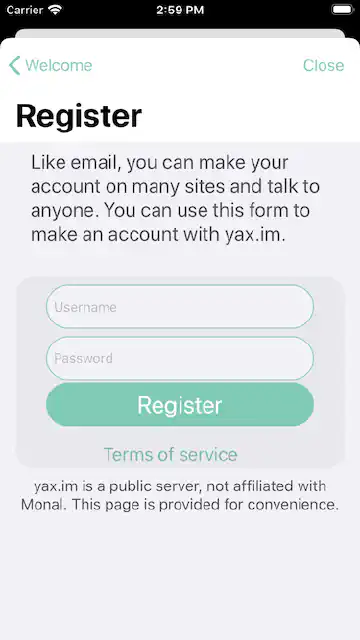 Carrier 2:59 PM
Welcome Close
Register
Like email, you can make your
account on many sites and talk to
anyone. You can use this form to
make an account with yax.im.
Username
Password
Register
Terms of service
yax.im is a public server, not affiliated with
Monal. This page is provided for convenience.